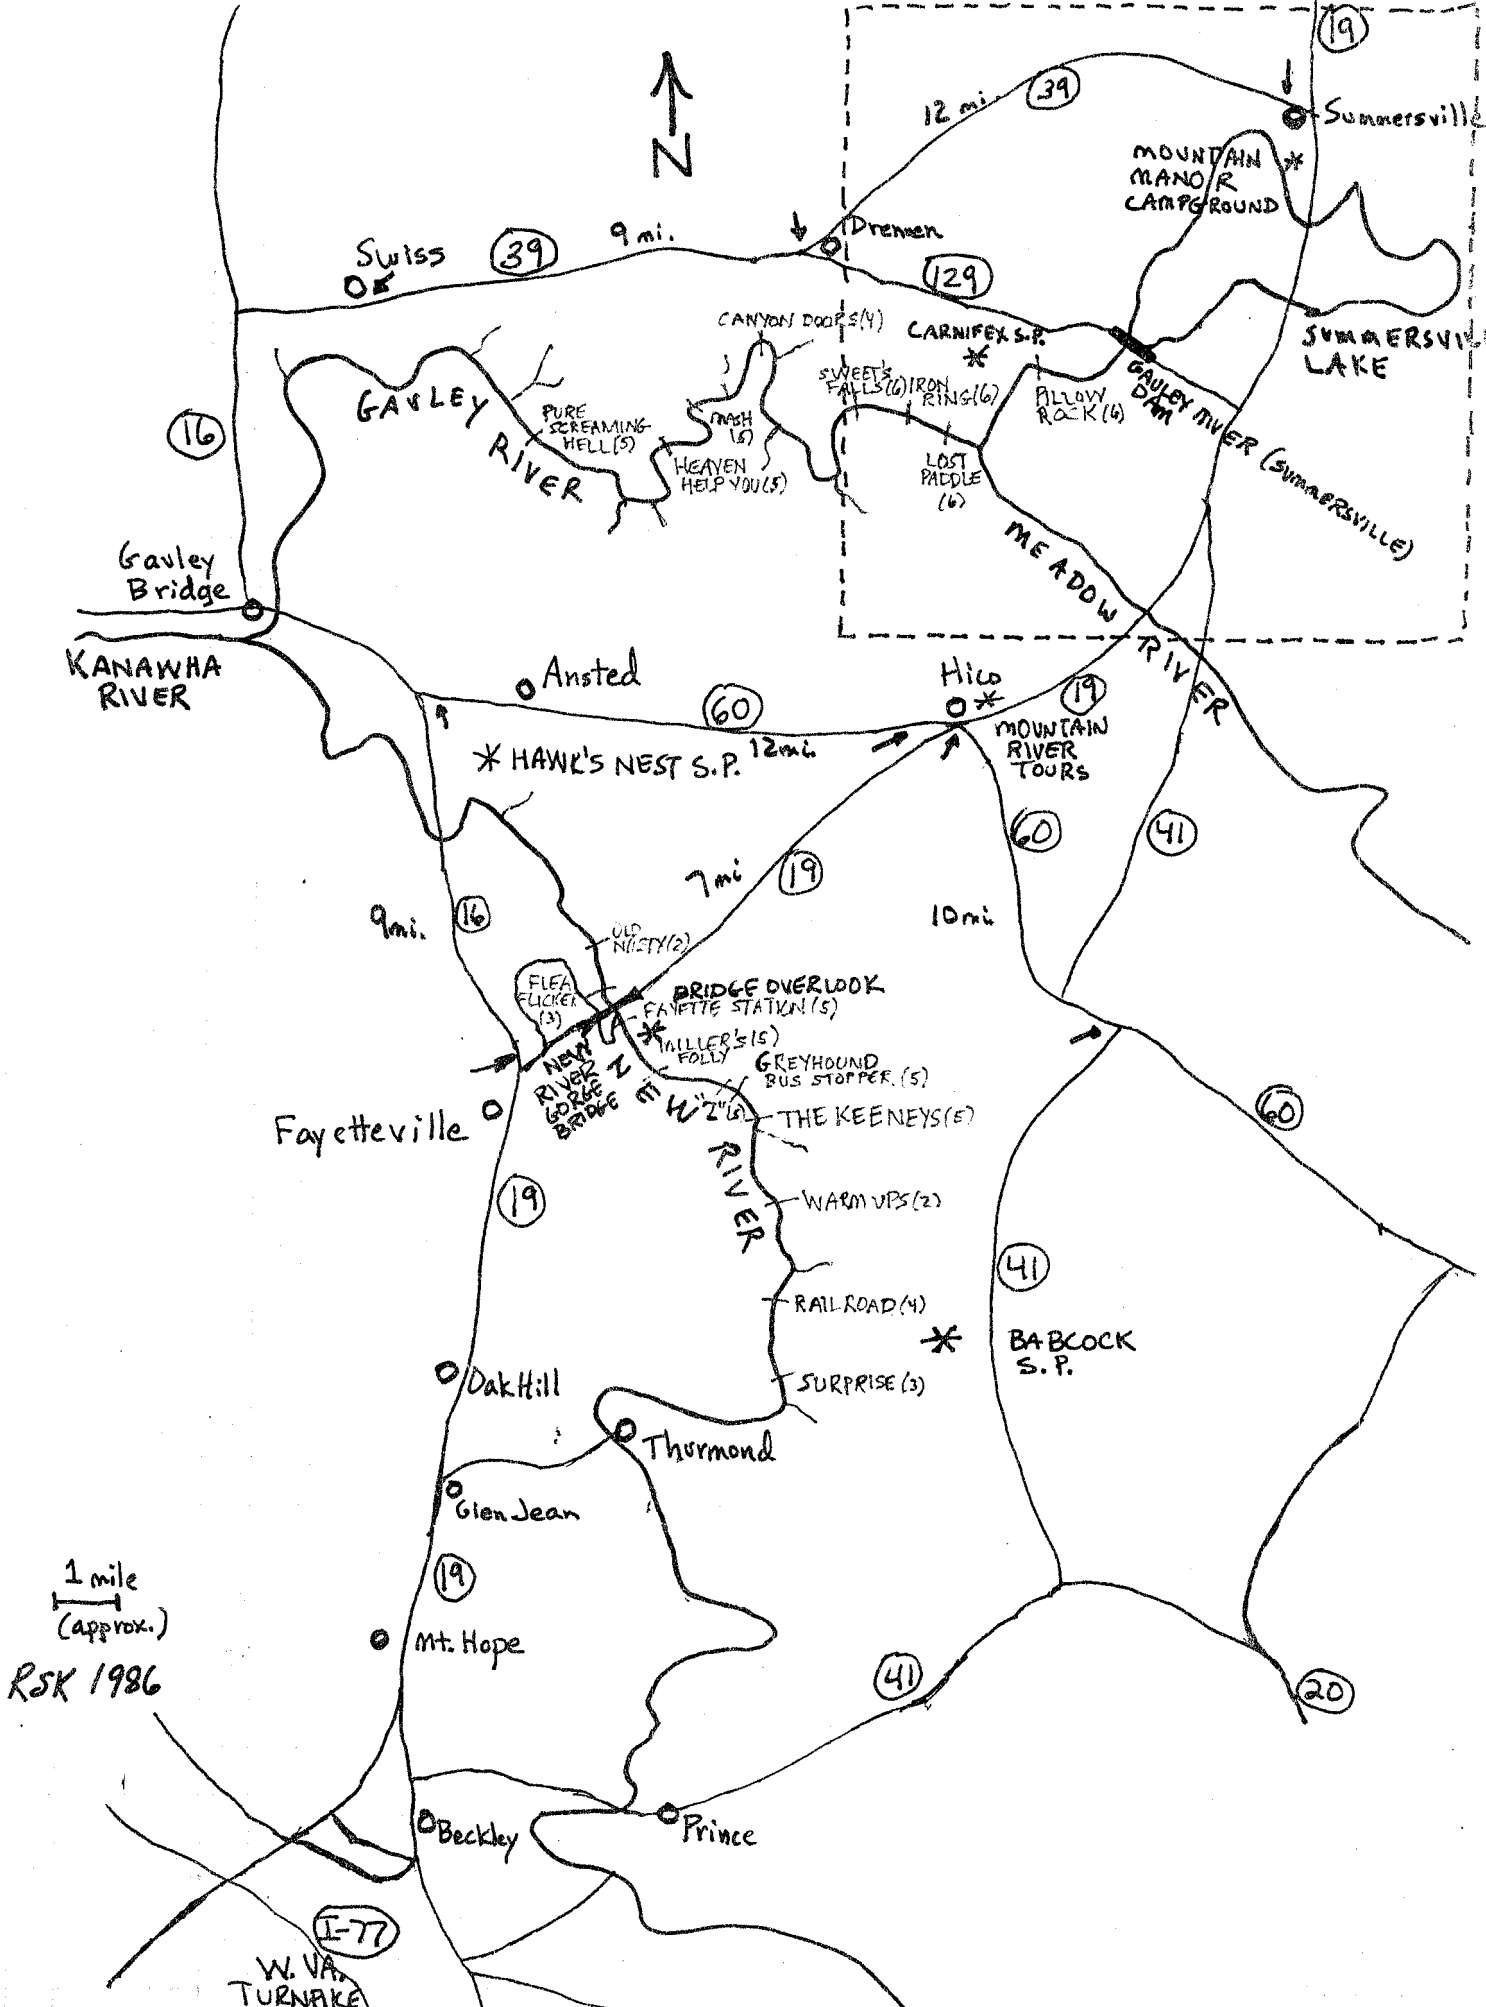 19
39
12 mi.
Summersville
N
MOUNTAIN
MANOR
CAMPGROUND
Drennen
9 mi.
39
Swiss
129
CANYON DOORS (4)
CARNIFEX S.P.
SUMMERSVILLE
LAKE
SWEET'S
FALLS (6)
IRON
RING (6)
PILLOW
ROCK (6)
GAULEY RIVER (SUMMERSVILLE)
DAM
GAULEY
RIVER
PURE
SCREAMING
HELL (5)
MASH
(5)
HEAVEN
HELP YOU (5)
LOST
PADDLE
(6)
16
MEADOW
RIVER
Gauley
Bridge
KANAWHA
RIVER
Ansted
Hico
19
60
12 mi.
MOUNTAIN
RIVER
TOURS
HAWK'S NEST S.P.
60
41
7 mi
19
9 mi.
16
10 mi
OLD
NASTY (2)
FLEA
FLICKER
(3)
BRIDGE OVERLOOK
FAYETTE STATION (5)
MILLER'S (5)
FOLLY
GREYHOUND
BUS STOPPER (5)
"Z" (5)
THE KEENEYS (5)
NEW
RIVER
GORGE
BRIDGE
NEW
RIVER
Fayetteville
60
19
WARM UPS (2)
41
RAILROAD (4)
BABCOCK
S.P.
Oak Hill
SURPRISE (3)
Thurmond
Glen Jean
1 mile
(approx.)
19
RSK 1986
Mt. Hope
41
20
Beckley
Prince
I-77
W. VA.
TURNPIKE